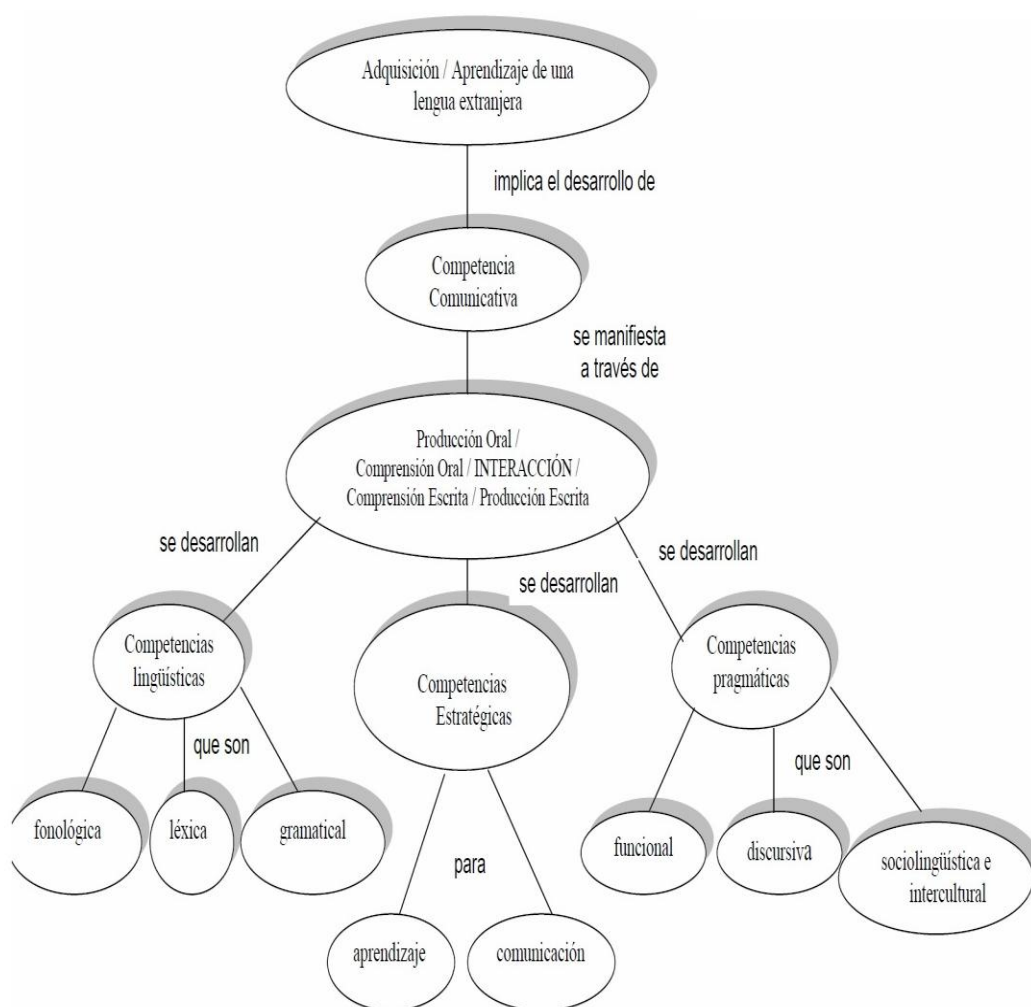 Adquisición / Aprendizaje de una
lengua extranjera
implica el desarrollo de
Competencia
Comunicativa
se manifiesta
a través de
Producción Oral /
Comprensión Oral / INTERACCIÓN /
Comprensión Escrita / Producción Escrita
se desarrollan
se desarrollan
se desarrollan
Competencias
lingüísticas
Competencias
Estratégicas
Competencias
pragmáticas
que son
que son
fonológica
léxica
gramatical
funcional
discursiva
sociolingüística e
intercultural
para
aprendizaje
comunicación